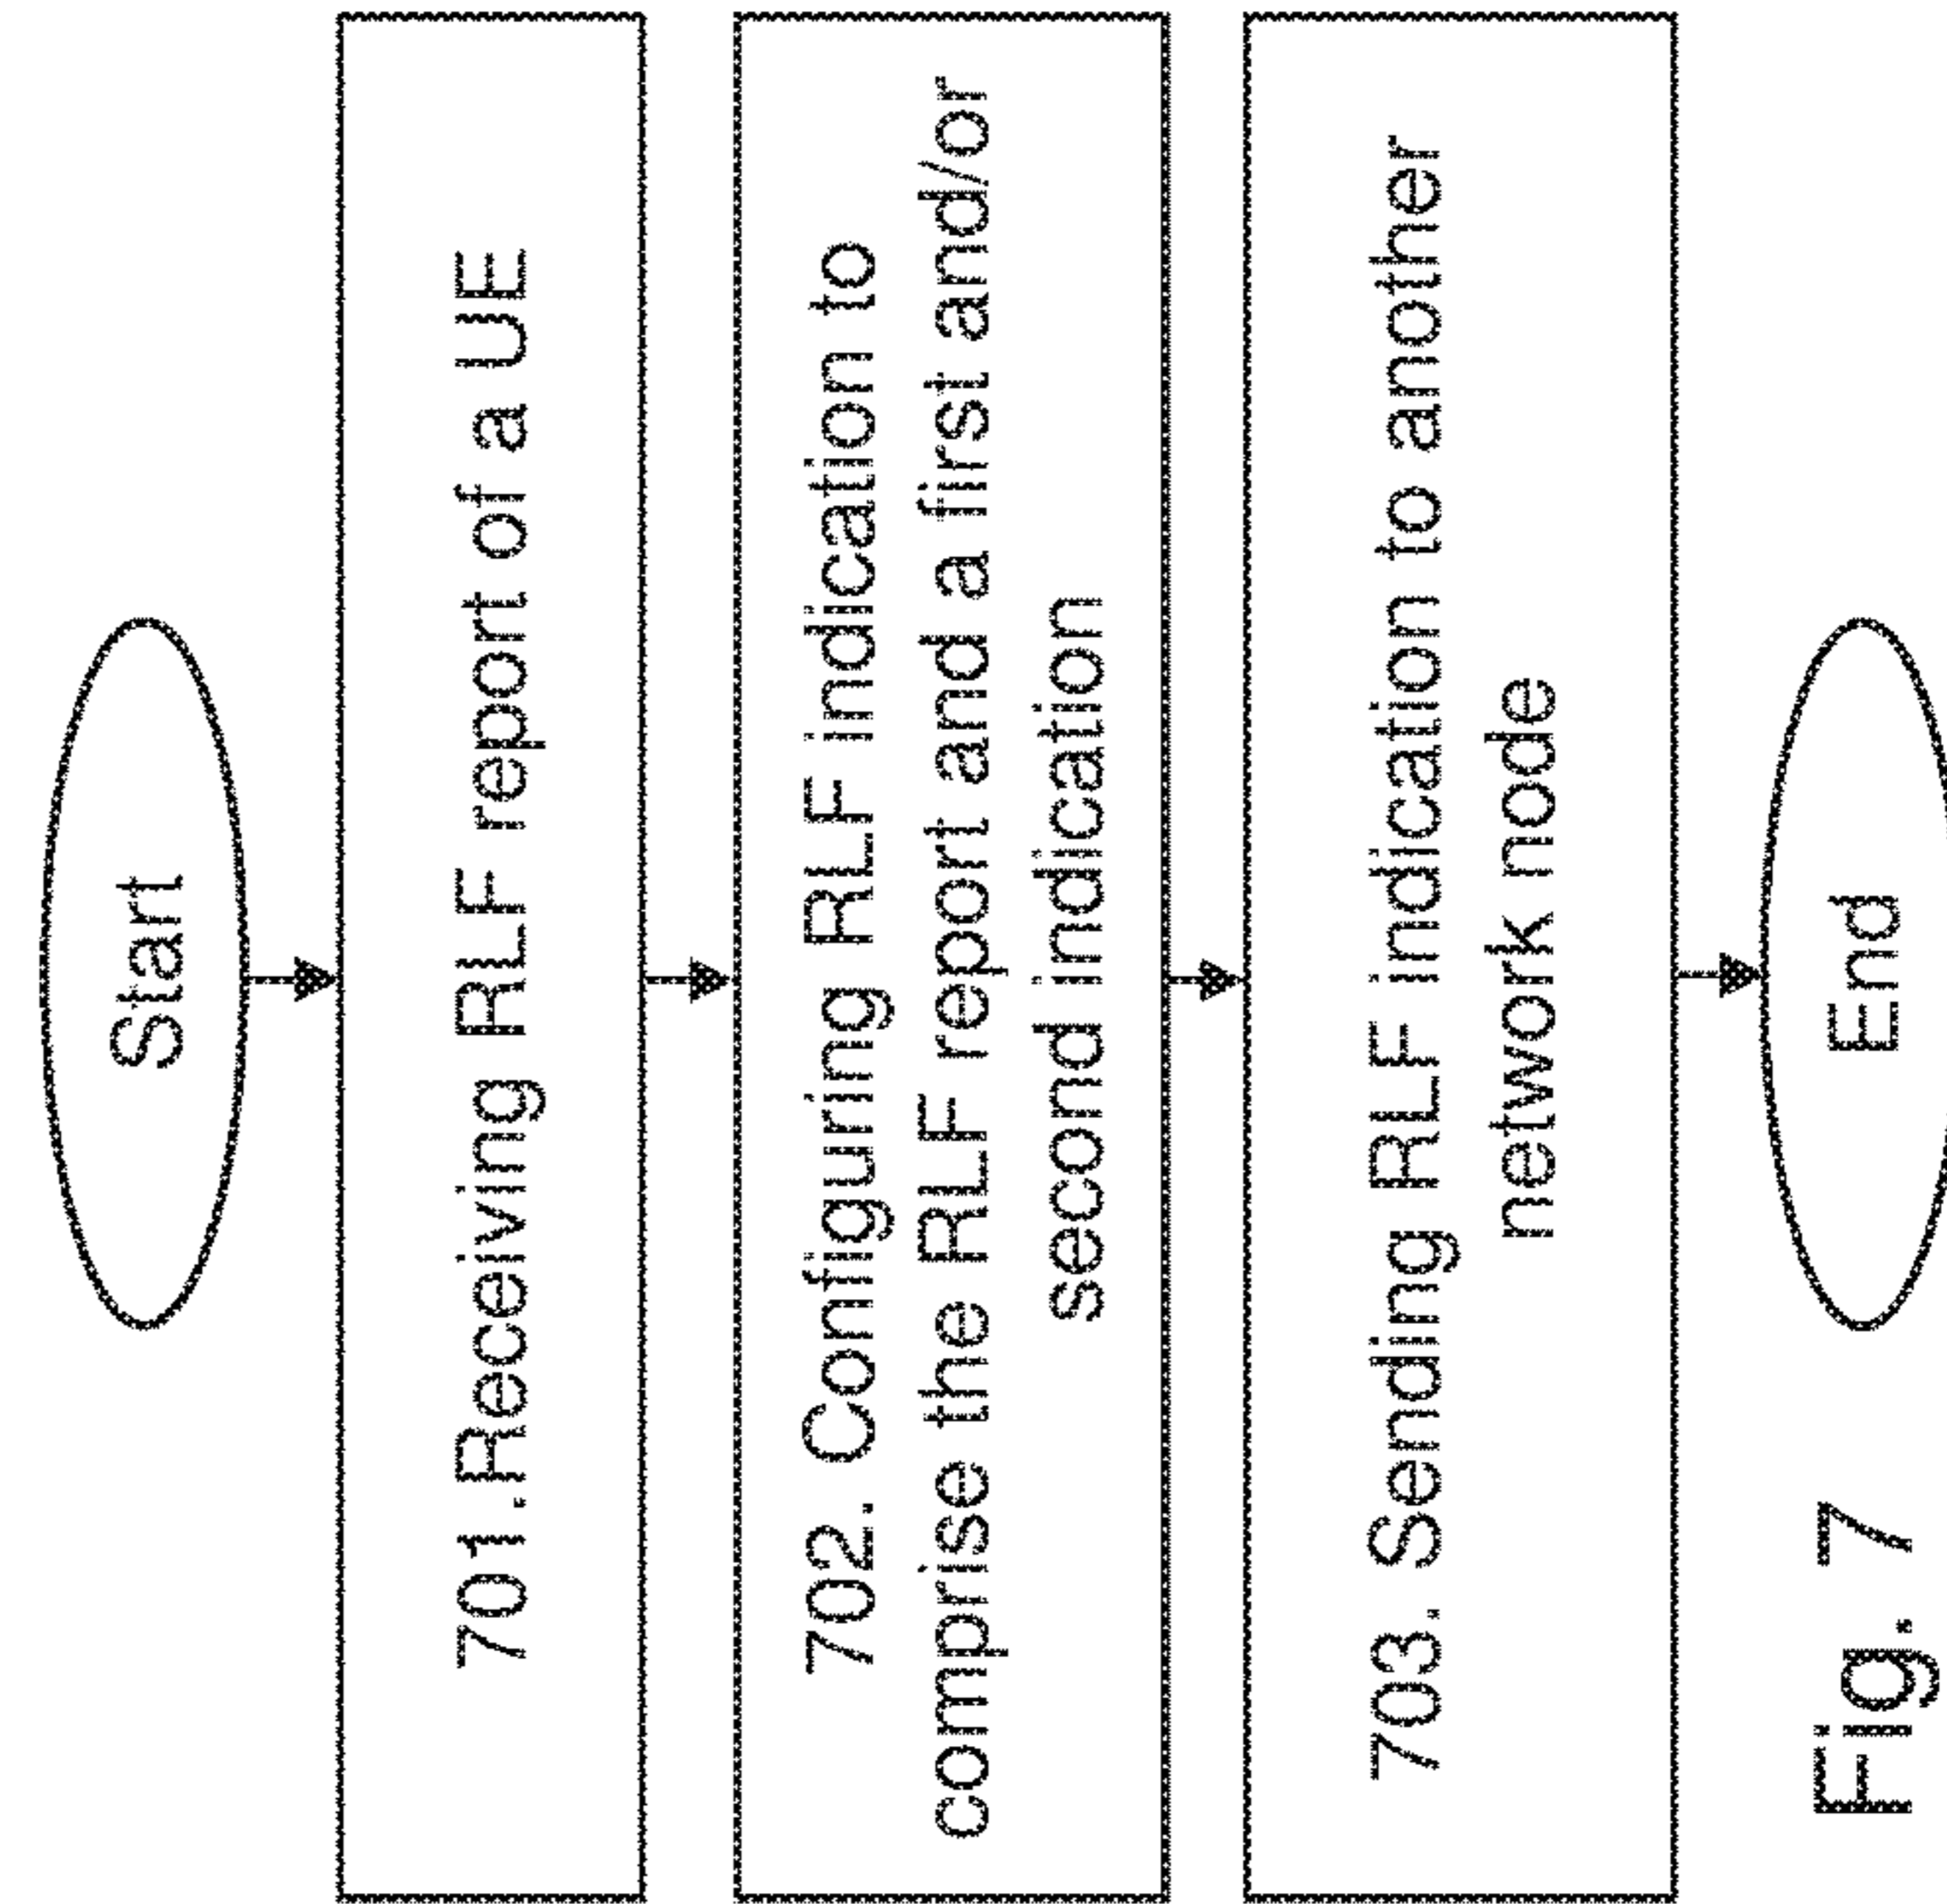 Start
701.Receiving RLF report of a UE
702. Configuring RLF indication to
comprise the RLF report and a first and/or
second indication
703. Sending RLF indication to another
network node
End
Fig. 7